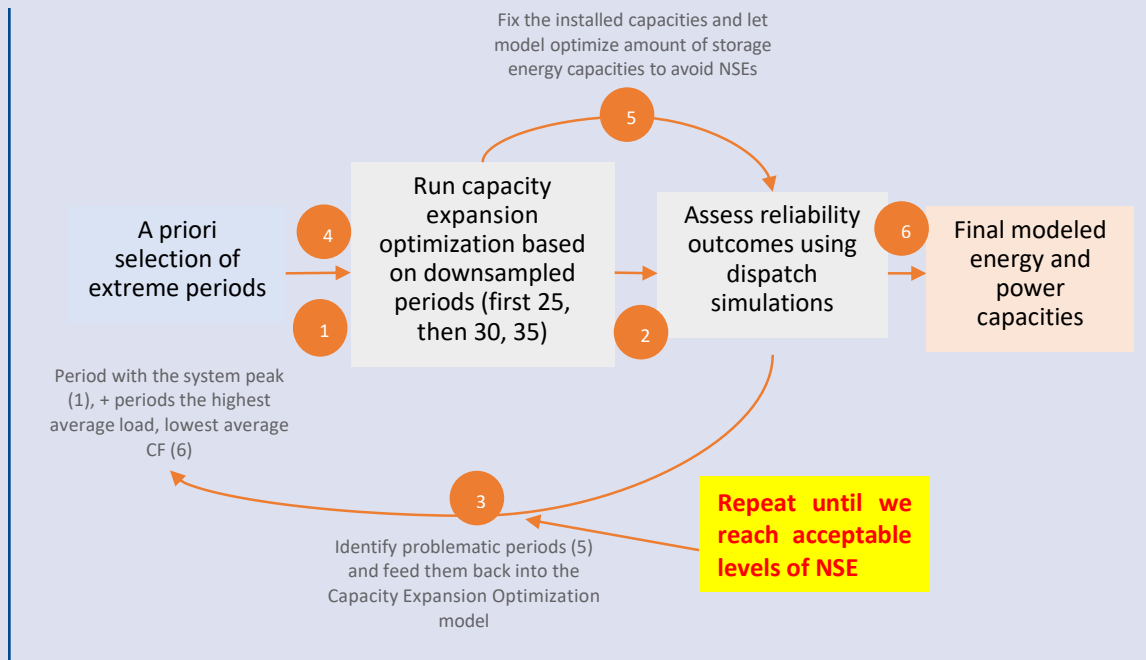 Fix the installed capacities and let
model optimize amount of storage
energy capacities to avoid NSEs
5
A priori
selection of
extreme periods
4
1
Run capacity
expansion
optimization based
on downsampled
periods (first 25,
then 30, 35)
2
Assess reliability
outcomes using
dispatch
simulations
6
Final modeled
energy and
power
capacities
Period with the system peak
(1), + periods the highest
average load, lowest average
CF (6)
3
Identify problematic periods (5)
and feed them back into the
Capacity Expansion Optimization
model
Repeat until we
reach acceptable
levels of NSE